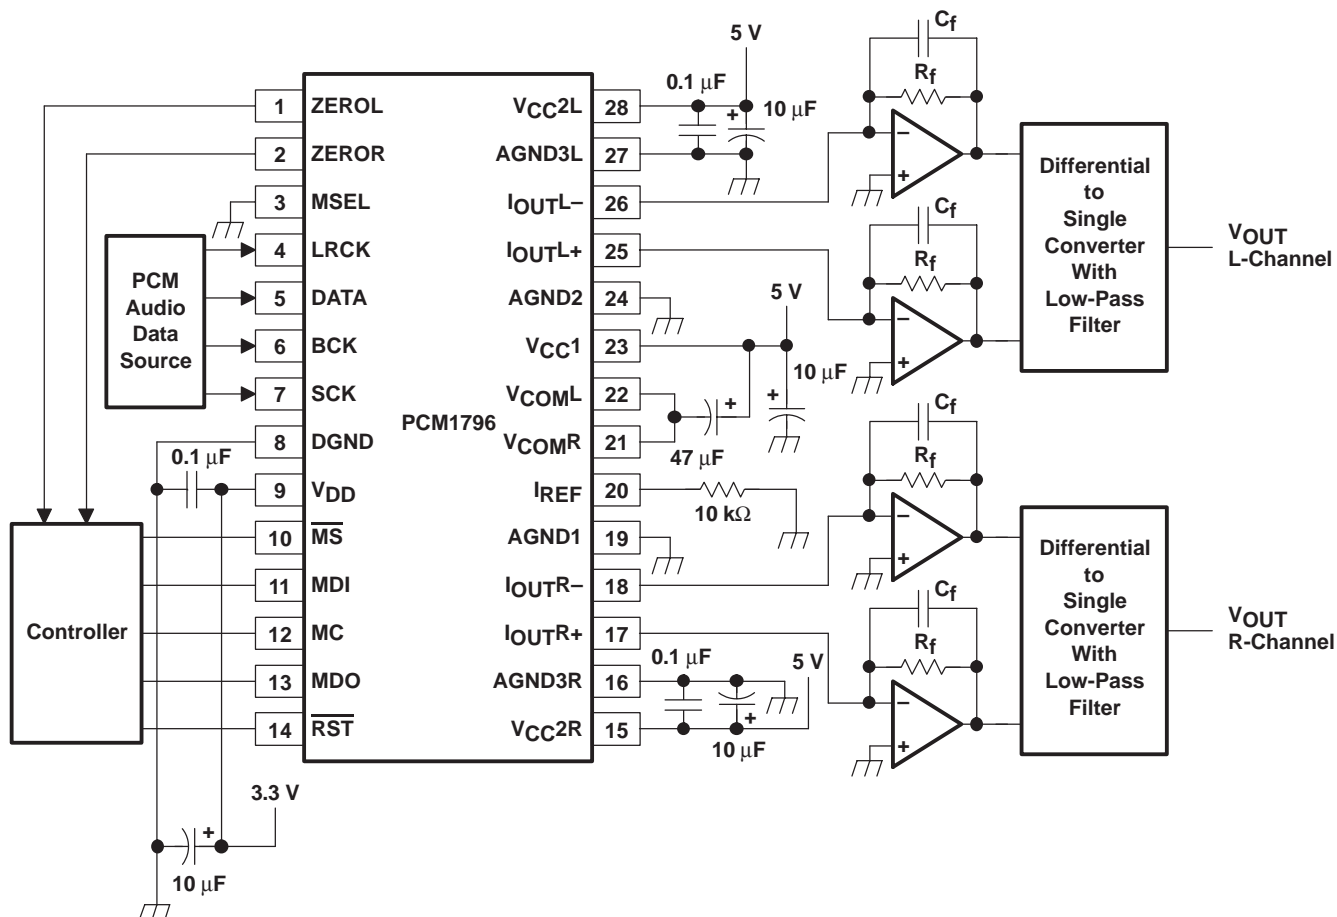 1 ZEROL
2 ZEROR
3 MSEL
4 LRCK
5 DATA
6 BCK
7 SCK
8 DGND
9 VDD
10 MS
11 MDI
12 MC
13 MDO
14 RST
PCM
Audio
Data
Source
0.1 μF
Controller
3.3 V
+
10 μF
PCM1796
VCC2L 28
AGND3L 27
IOUTL– 26
IOUTL+ 25
AGND2 24
VCC1 23
VCOML 22
VCOMR 21
IREF 20
AGND1 19
IOUTR– 18
IOUTR+ 17
AGND3R 16
VCC2R 15
5 V
0.1 μF
+
10 μF
5 V
10 μF
+
+
47 μF
10 kΩ
0.1 μF
5 V
+
10 μF
Cf
Rf
–
+
Cf
Rf
–
+
Differential
to
Single
Converter
With
Low-Pass
Filter
VOUT
L-Channel
Cf
Rf
–
+
Cf
Rf
–
+
Differential
to
Single
Converter
With
Low-Pass
Filter
VOUT
R-Channel